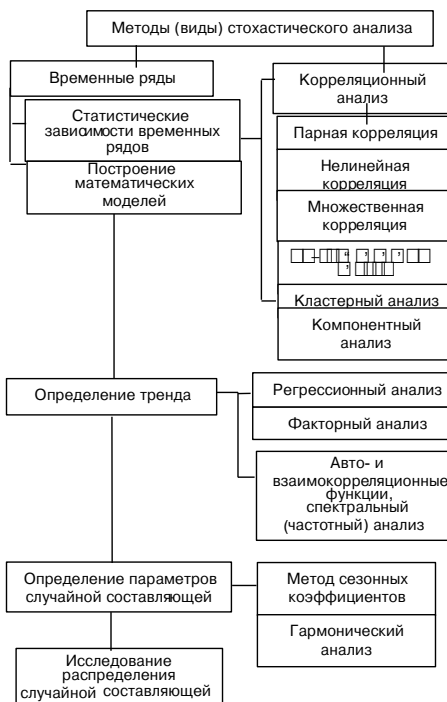 Методы (виды) стохастического анализа
Временные ряды
Статистические
зависимости временных
рядов
Построение
математических
моделей
Корреляционный
анализ
Парная корреляция
Нелинейная
корреляция
Множественная
корреляция
Кластерный анализ
Компонентный
анализ
Определение тренда
Регрессионный анализ
Факторный анализ
Авто- и
взаимокорреляционные
функции,
спектральный
(частотный) анализ
Определение параметров
случайной составляющей
Метод сезонных
коэффициентов
Гармонический
анализ
Исследование
распределения
случайной составляющей